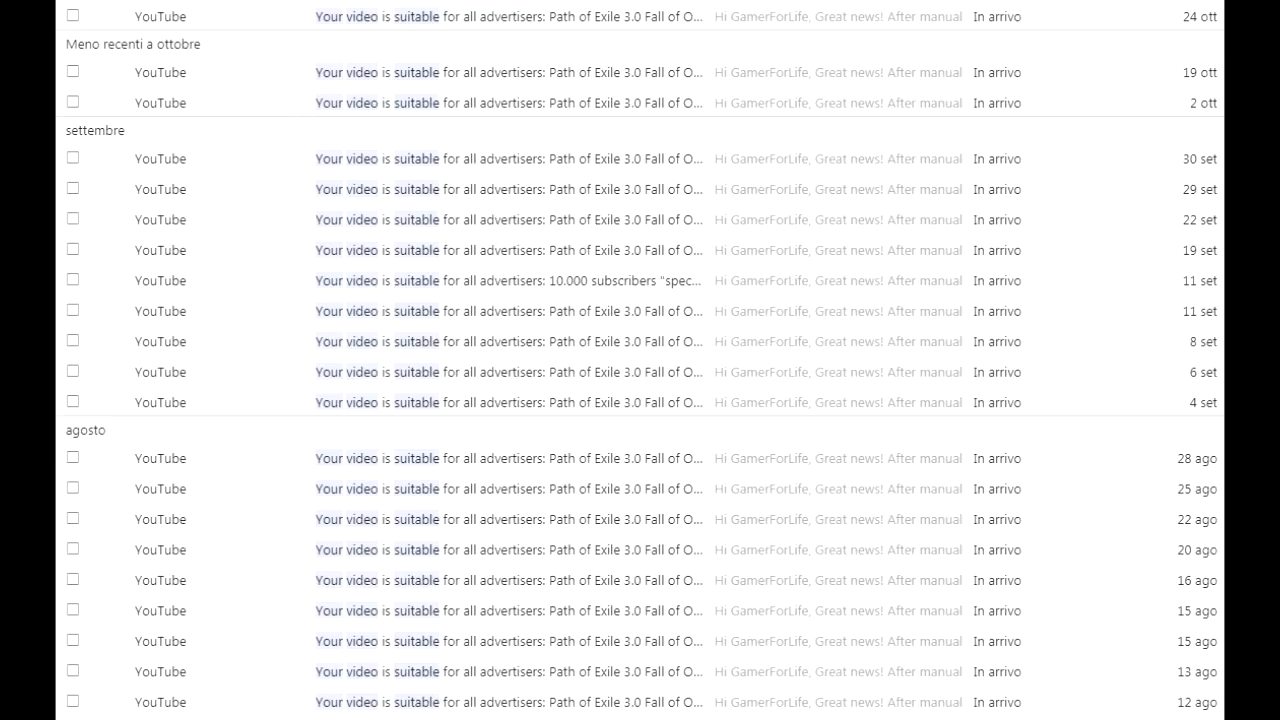 YouTube Your video is suitable for all advertisers: Path of Exile 3.0 Fall of O... Hi GamerForLife, Great news! After manual In arrivo 24 ott
Meno recenti a ottobre
YouTube Your video is suitable for all advertisers: Path of Exile 3.0 Fall of O... Hi GamerForLife, Great news! After manual In arrivo 19 ott
YouTube Your video is suitable for all advertisers: Path of Exile 3.0 Fall of O... Hi GamerForLife, Great news! After manual In arrivo 2 ott
settembre
YouTube Your video is suitable for all advertisers: Path of Exile 3.0 Fall of O... Hi GamerForLife, Great news! After manual In arrivo 30 set
YouTube Your video is suitable for all advertisers: Path of Exile 3.0 Fall of O... Hi GamerForLife, Great news! After manual In arrivo 29 set
YouTube Your video is suitable for all advertisers: Path of Exile 3.0 Fall of O... Hi GamerForLife, Great news! After manual In arrivo 22 set
YouTube Your video is suitable for all advertisers: Path of Exile 3.0 Fall of O... Hi GamerForLife, Great news! After manual In arrivo 19 set
YouTube Your video is suitable for all advertisers: 10.000 subscribers "spec... Hi GamerForLife, Great news! After manual In arrivo 11 set
YouTube Your video is suitable for all advertisers: Path of Exile 3.0 Fall of O... Hi GamerForLife, Great news! After manual In arrivo 11 set
YouTube Your video is suitable for all advertisers: Path of Exile 3.0 Fall of O... Hi GamerForLife, Great news! After manual In arrivo 8 set
YouTube Your video is suitable for all advertisers: Path of Exile 3.0 Fall of O... Hi GamerForLife, Great news! After manual In arrivo 6 set
YouTube Your video is suitable for all advertisers: Path of Exile 3.0 Fall of O... Hi GamerForLife, Great news! After manual In arrivo 4 set
agosto
YouTube Your video is suitable for all advertisers: Path of Exile 3.0 Fall of O... Hi GamerForLife, Great news! After manual In arrivo 28 ago
YouTube Your video is suitable for all advertisers: Path of Exile 3.0 Fall of O... Hi GamerForLife, Great news! After manual In arrivo 25 ago
YouTube Your video is suitable for all advertisers: Path of Exile 3.0 Fall of O... Hi GamerForLife, Great news! After manual In arrivo 22 ago
YouTube Your video is suitable for all advertisers: Path of Exile 3.0 Fall of O... Hi GamerForLife, Great news! After manual In arrivo 20 ago
YouTube Your video is suitable for all advertisers: Path of Exile 3.0 Fall of O... Hi GamerForLife, Great news! After manual In arrivo 16 ago
YouTube Your video is suitable for all advertisers: Path of Exile 3.0 Fall of O... Hi GamerForLife, Great news! After manual In arrivo 15 ago
YouTube Your video is suitable for all advertisers: Path of Exile 3.0 Fall of O... Hi GamerForLife, Great news! After manual In arrivo 15 ago
YouTube Your video is suitable for all advertisers: Path of Exile 3.0 Fall of O... Hi GamerForLife, Great news! After manual In arrivo 13 ago
YouTube Your video is suitable for all advertisers: Path of Exile 3.0 Fall of O... Hi GamerForLife, Great news! After manual In arrivo 12 ago